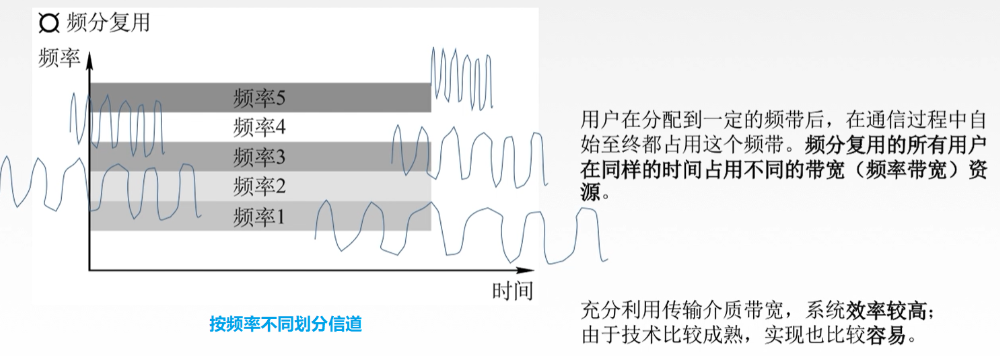 ¤ 频分复用
频率
频率5
频率4
频率3
频率2
频率1
时间
按频率不同划分信道
用户在分配到一定的频带后，在通信过程中自
始至终都占用这个频带。频分复用的所有用户
在同样的时间占用不同的带宽（频率带宽）资
源。
充分利用传输介质带宽，系统效率较高；
由于技术比较成熟，实现也比较容易。